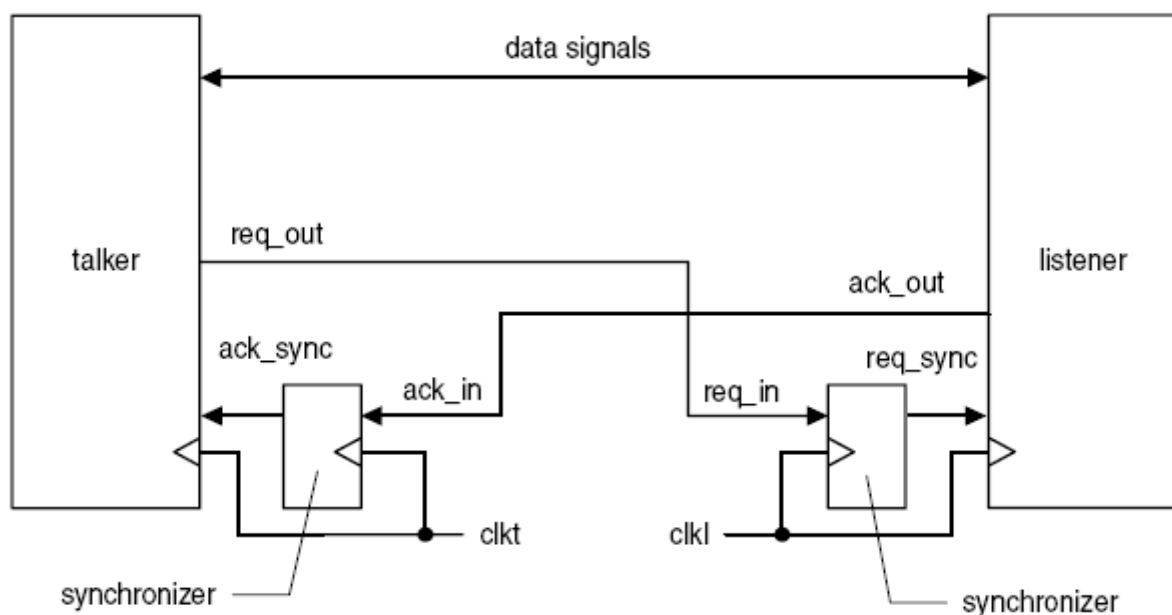 data signals
req_out
talker
listener
ack_out
ack_sync
req_sync
ack_in
req_in
clkt
clkl
synchronizer
synchronizer